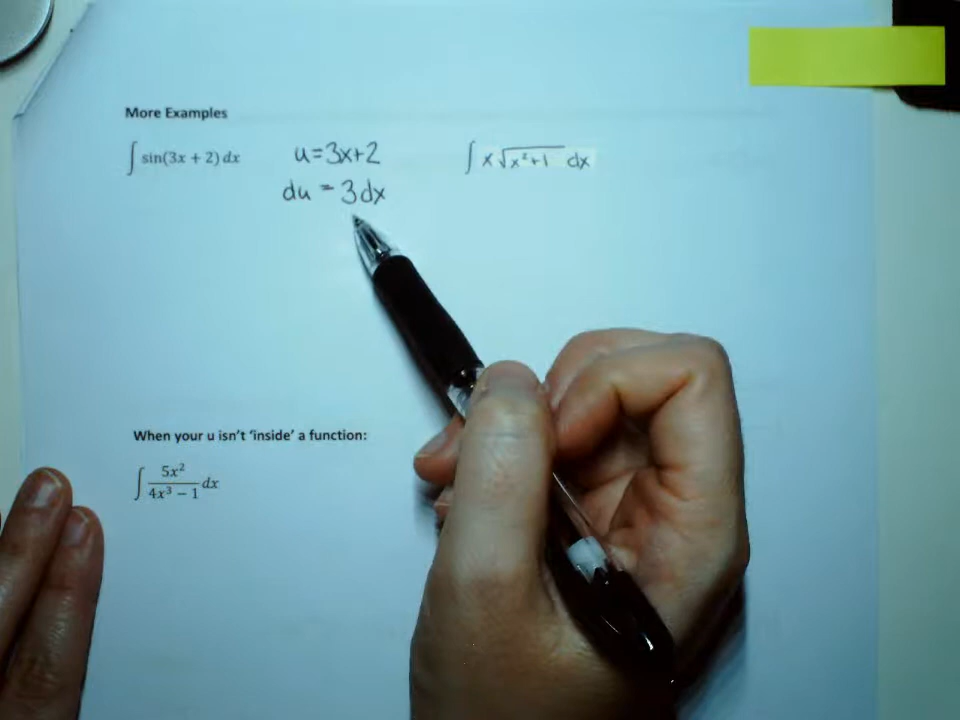 More Examples
∫ sin(3x + 2) dx
u=3x+2
du = 3dx
∫ x √(x²+1) dx
When your u isn't 'inside' a function:
∫ 5x²/(4x³ − 1) dx